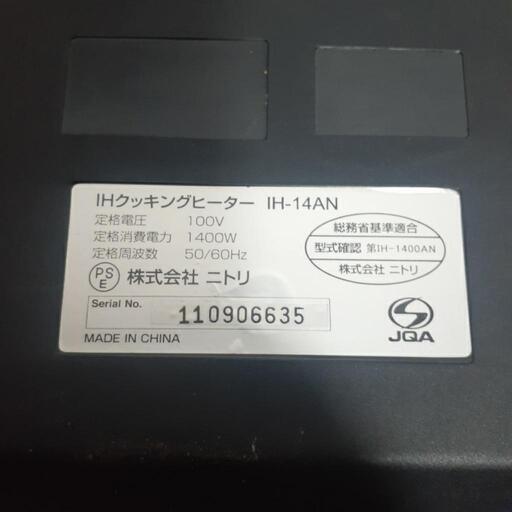 IHクッキングヒーター IH-14AN
定格電圧 100V
定格消費電力 1400W
定格周波数 50/60Hz
PSE 株式会社 ニトリ
Serial No. 110906635
MADE IN CHINA
総務省基準適合
型式確認 第IH-1400AN
株式会社 ニトリ
JQA